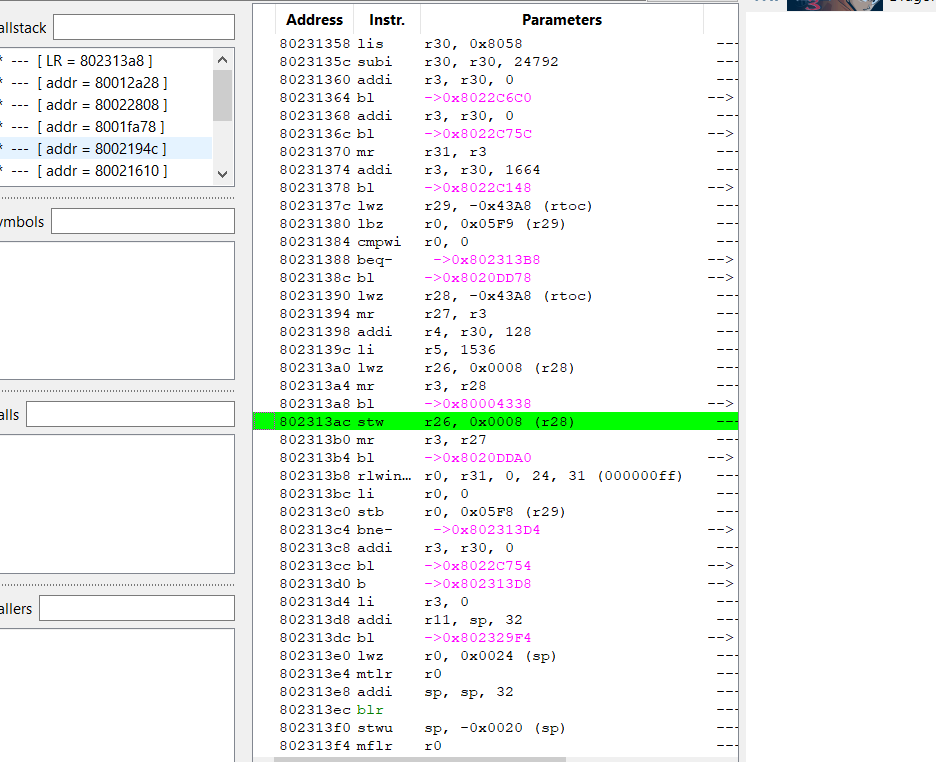 allstack
* --- [ LR = 802313a8 ]
* --- [ addr = 80012a28 ]
* --- [ addr = 80022808 ]
* --- [ addr = 8001fa78 ]
* --- [ addr = 8002194c ]
* --- [ addr = 80021610 ]
ymbols
alls
allers
Address Instr. Parameters
80231358 lis r30, 0x8058 ---
8023135c subi r30, r30, 24792 ---
80231360 addi r3, r30, 0 ---
80231364 bl ->0x8022C6C0 -->
80231368 addi r3, r30, 0 ---
8023136c bl ->0x8022C75C -->
80231370 mr r31, r3 ---
80231374 addi r3, r30, 1664 ---
80231378 bl ->0x8022C148 -->
8023137c lwz r29, -0x43A8 (rtoc) ---
80231380 lbz r0, 0x05F9 (r29) ---
80231384 cmpwi r0, 0 ---
80231388 beq- ->0x802313B8 -->
8023138c bl ->0x8020DD78 -->
80231390 lwz r28, -0x43A8 (rtoc) ---
80231394 mr r27, r3 ---
80231398 addi r4, r30, 128 ---
8023139c li r5, 1536 ---
802313a0 lwz r26, 0x0008 (r28) ---
802313a4 mr r3, r28 ---
802313a8 bl ->0x80004338 -->
802313ac stw r26, 0x0008 (r28) ---
802313b0 mr r3, r27 ---
802313b4 bl ->0x8020DDA0 -->
802313b8 rlwin... r0, r31, 0, 24, 31 (000000ff) ---
802313bc li r0, 0 ---
802313c0 stb r0, 0x05F8 (r29) ---
802313c4 bne- ->0x802313D4 -->
802313c8 addi r3, r30, 0 ---
802313cc bl ->0x8022C754 -->
802313d0 b ->0x802313D8 -->
802313d4 li r3, 0 ---
802313d8 addi r11, sp, 32 ---
802313dc bl ->0x802329F4 -->
802313e0 lwz r0, 0x0024 (sp) ---
802313e4 mtlr r0 ---
802313e8 addi sp, sp, 32 ---
802313ec blr ---
802313f0 stwu sp, -0x0020 (sp) ---
802313f4 mflr r0 ---